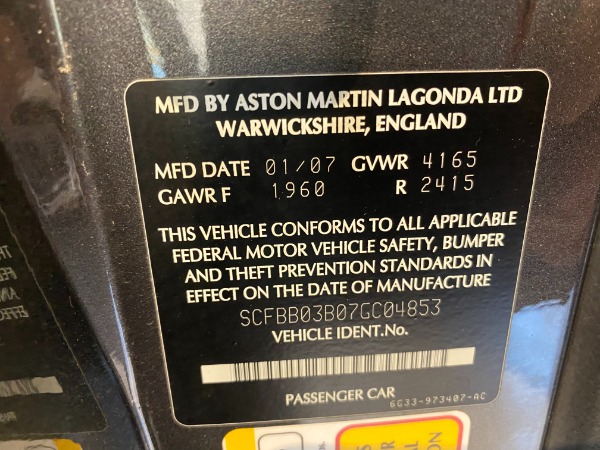 MFD BY ASTON MARTIN LAGONDA LTD
WARWICKSHIRE, ENGLAND
MFD DATE 01/07 GVWR 4165
GAWR F 1960 R 2415
THIS VEHICLE CONFORMS TO ALL APPLICABLE
FEDERAL MOTOR VEHICLE SAFETY, BUMPER
AND THEFT PREVENTION STANDARDS IN
EFFECT ON THE DATE OF MANUFACTURE
SCFBB03B07GC04853
VEHICLE IDENT.No.
PASSENGER CAR
6G33-973407-AC